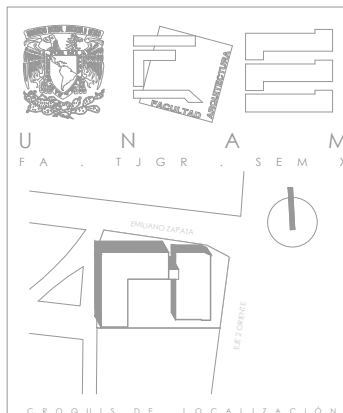 FACULTAD
ARQUITECTURA
U N A M
FA . TJGR . SEM X
EMILIANO ZAPATA
EJE 2 ORIENTE
CROQUIS DE LOCALIZACIÓN